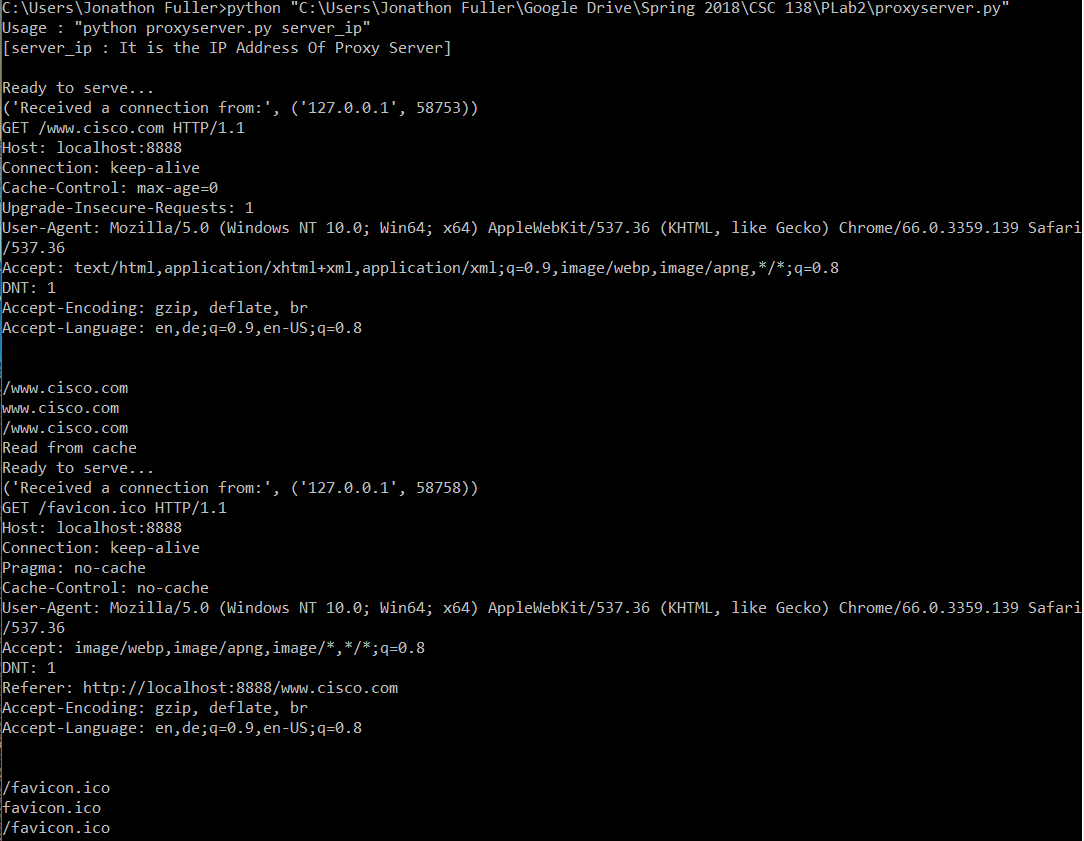 C:\Users\Jonathon Fuller>python "C:\Users\Jonathon Fuller\Google Drive\Spring 2018\CSC 138\PLab2\proxyserver.py"
Usage : "python proxyserver.py server_ip"
[server_ip : It is the IP Address Of Proxy Server]
Ready to serve...
('Received a connection from:', ('127.0.0.1', 58753))
GET /www.cisco.com HTTP/1.1
Host: localhost:8888
Connection: keep-alive
Cache-Control: max-age=0
Upgrade-Insecure-Requests: 1
User-Agent: Mozilla/5.0 (Windows NT 10.0; Win64; x64) AppleWebKit/537.36 (KHTML, like Gecko) Chrome/66.0.3359.139 Safari
/537.36
Accept: text/html,application/xhtml+xml,application/xml;q=0.9,image/webp,image/apng,*/*;q=0.8
DNT: 1
Accept-Encoding: gzip, deflate, br
Accept-Language: en,de;q=0.9,en-US;q=0.8
/www.cisco.com
www.cisco.com
/www.cisco.com
Read from cache
Ready to serve...
('Received a connection from:', ('127.0.0.1', 58758))
GET /favicon.ico HTTP/1.1
Host: localhost:8888
Connection: keep-alive
Pragma: no-cache
Cache-Control: no-cache
User-Agent: Mozilla/5.0 (Windows NT 10.0; Win64; x64) AppleWebKit/537.36 (KHTML, like Gecko) Chrome/66.0.3359.139 Safari
/537.36
Accept: image/webp,image/apng,image/*,*/*;q=0.8
DNT: 1
Referer: http://localhost:8888/www.cisco.com
Accept-Encoding: gzip, deflate, br
Accept-Language: en,de;q=0.9,en-US;q=0.8
/favicon.ico
favicon.ico
/favicon.ico